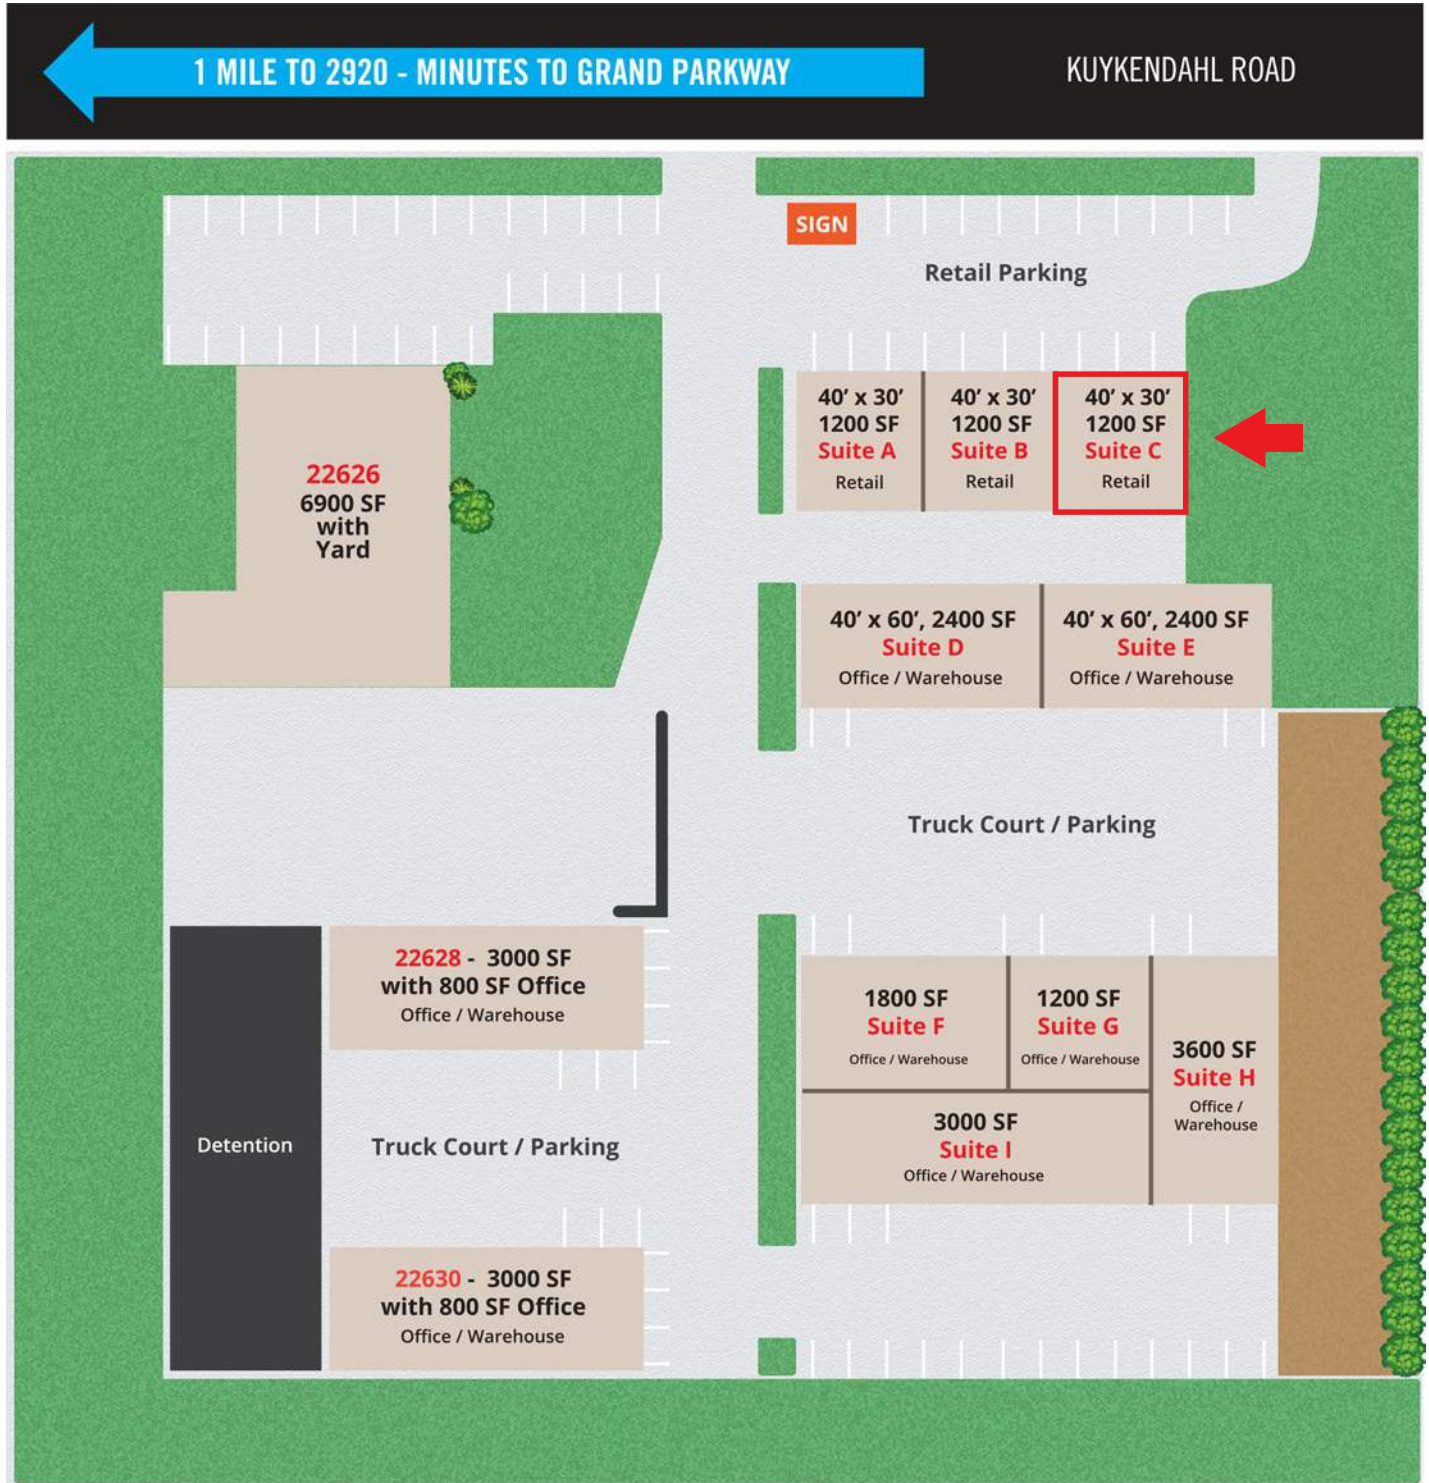 1 MILE TO 2920 - MINUTES TO GRAND PARKWAY
KUYKENDAHL ROAD
SIGN
Retail Parking
40’ x 30’
1200 SF
Suite A
Retail
40’ x 30’
1200 SF
Suite B
Retail
40’ x 30’
1200 SF
Suite C
Retail
22626
6900 SF
with
Yard
40’ x 60’, 2400 SF
Suite D
Office / Warehouse
40’ x 60’, 2400 SF
Suite E
Office / Warehouse
Truck Court / Parking
22628 - 3000 SF
with 800 SF Office
Office / Warehouse
1800 SF
Suite F
Office / Warehouse
1200 SF
Suite G
Office / Warehouse
3600 SF
Suite H
Office /
Warehouse
3000 SF
Suite I
Office / Warehouse
Detention
Truck Court / Parking
22630 - 3000 SF
with 800 SF Office
Office / Warehouse